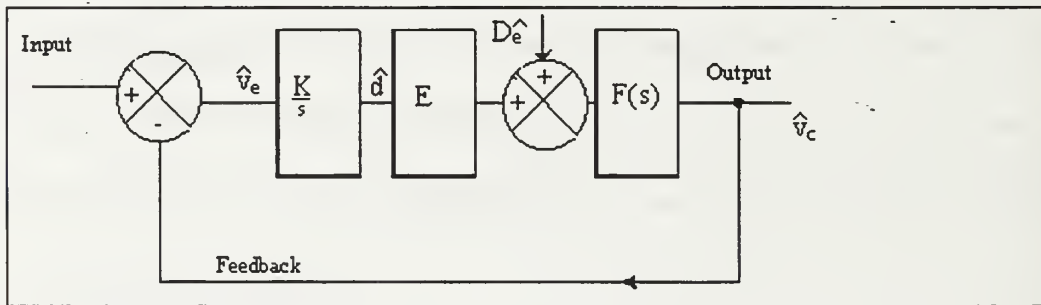 Input
+
-
v̂e
K
s
d̂
E
Dê
+
+
F(s)
Output
v̂c
Feedback